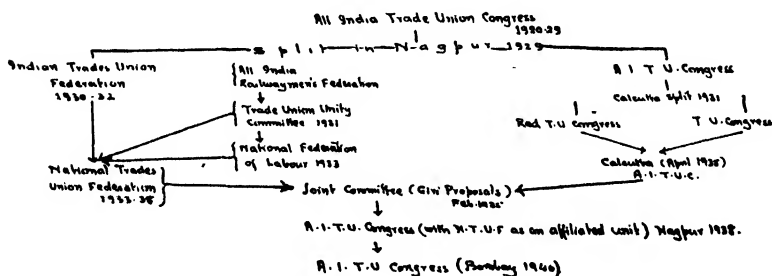 All India Trade Union Congress
1920-29
split in Nagpur 1929
Indian Trades Union
Federation
1930-32
All India
Railwaymen's Federation
A I T U. Congress
Calcutta Split 1931
Trade Union Unity
Committee 1931
Red T.U Congress
T U. Congress
National Federation
of Labour 1933
National Trades
Union Federation
1933-38
Calcutta (April 1935)
A.I.T.U.C.
Joint Committee (Giri Proposals)
Feb.
A.I.T.U. Congress (with N.T.U.F as an affiliated unit) Nagpur 1938.
A.I.T.U Congress (Bombay 1940)